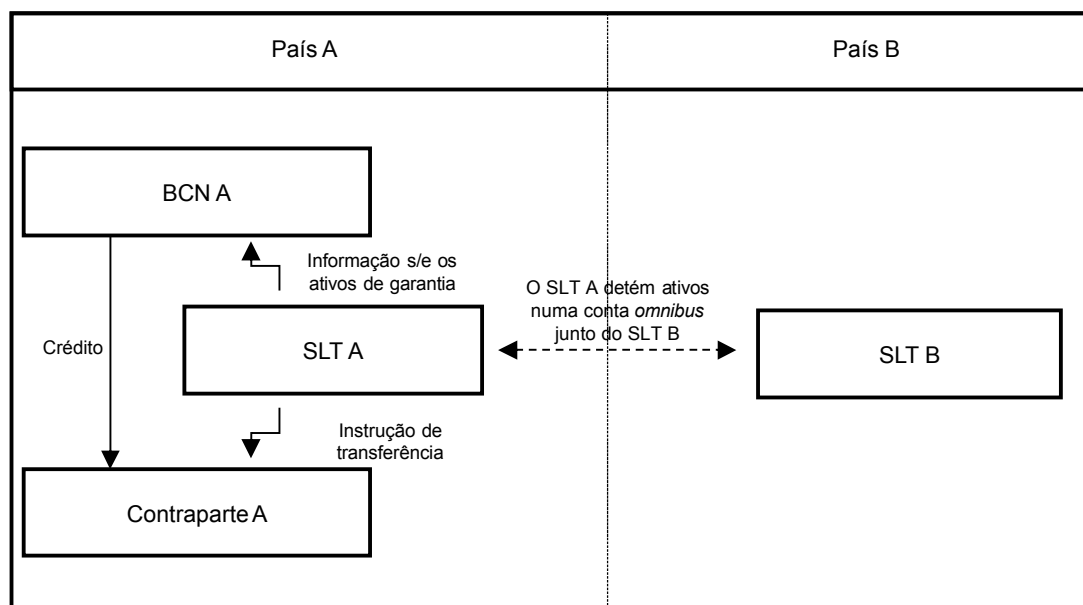 País A
País B
BCN A
Informação s/e os
ativos de garantia
O SLT A detém ativos
numa conta omnibus
junto do SLT B
Crédito
SLT A
SLT B
Instrução de
transferência
Contraparte A